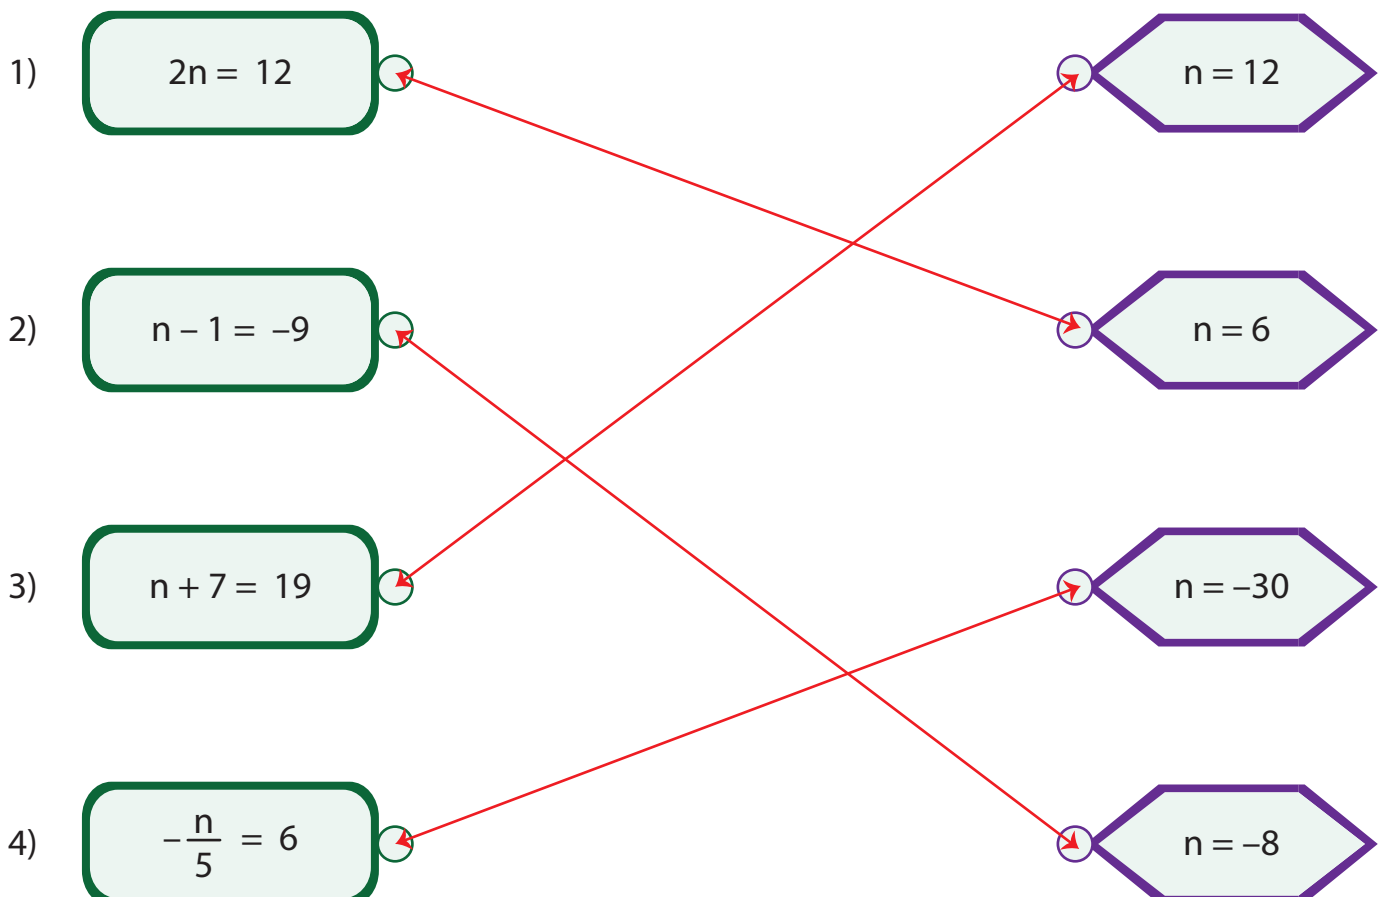 1) 2n = 12 n = 12
2) n – 1 = –9 n = 6
3) n + 7 = 19 n = –30
4) –n/5 = 6 n = –8